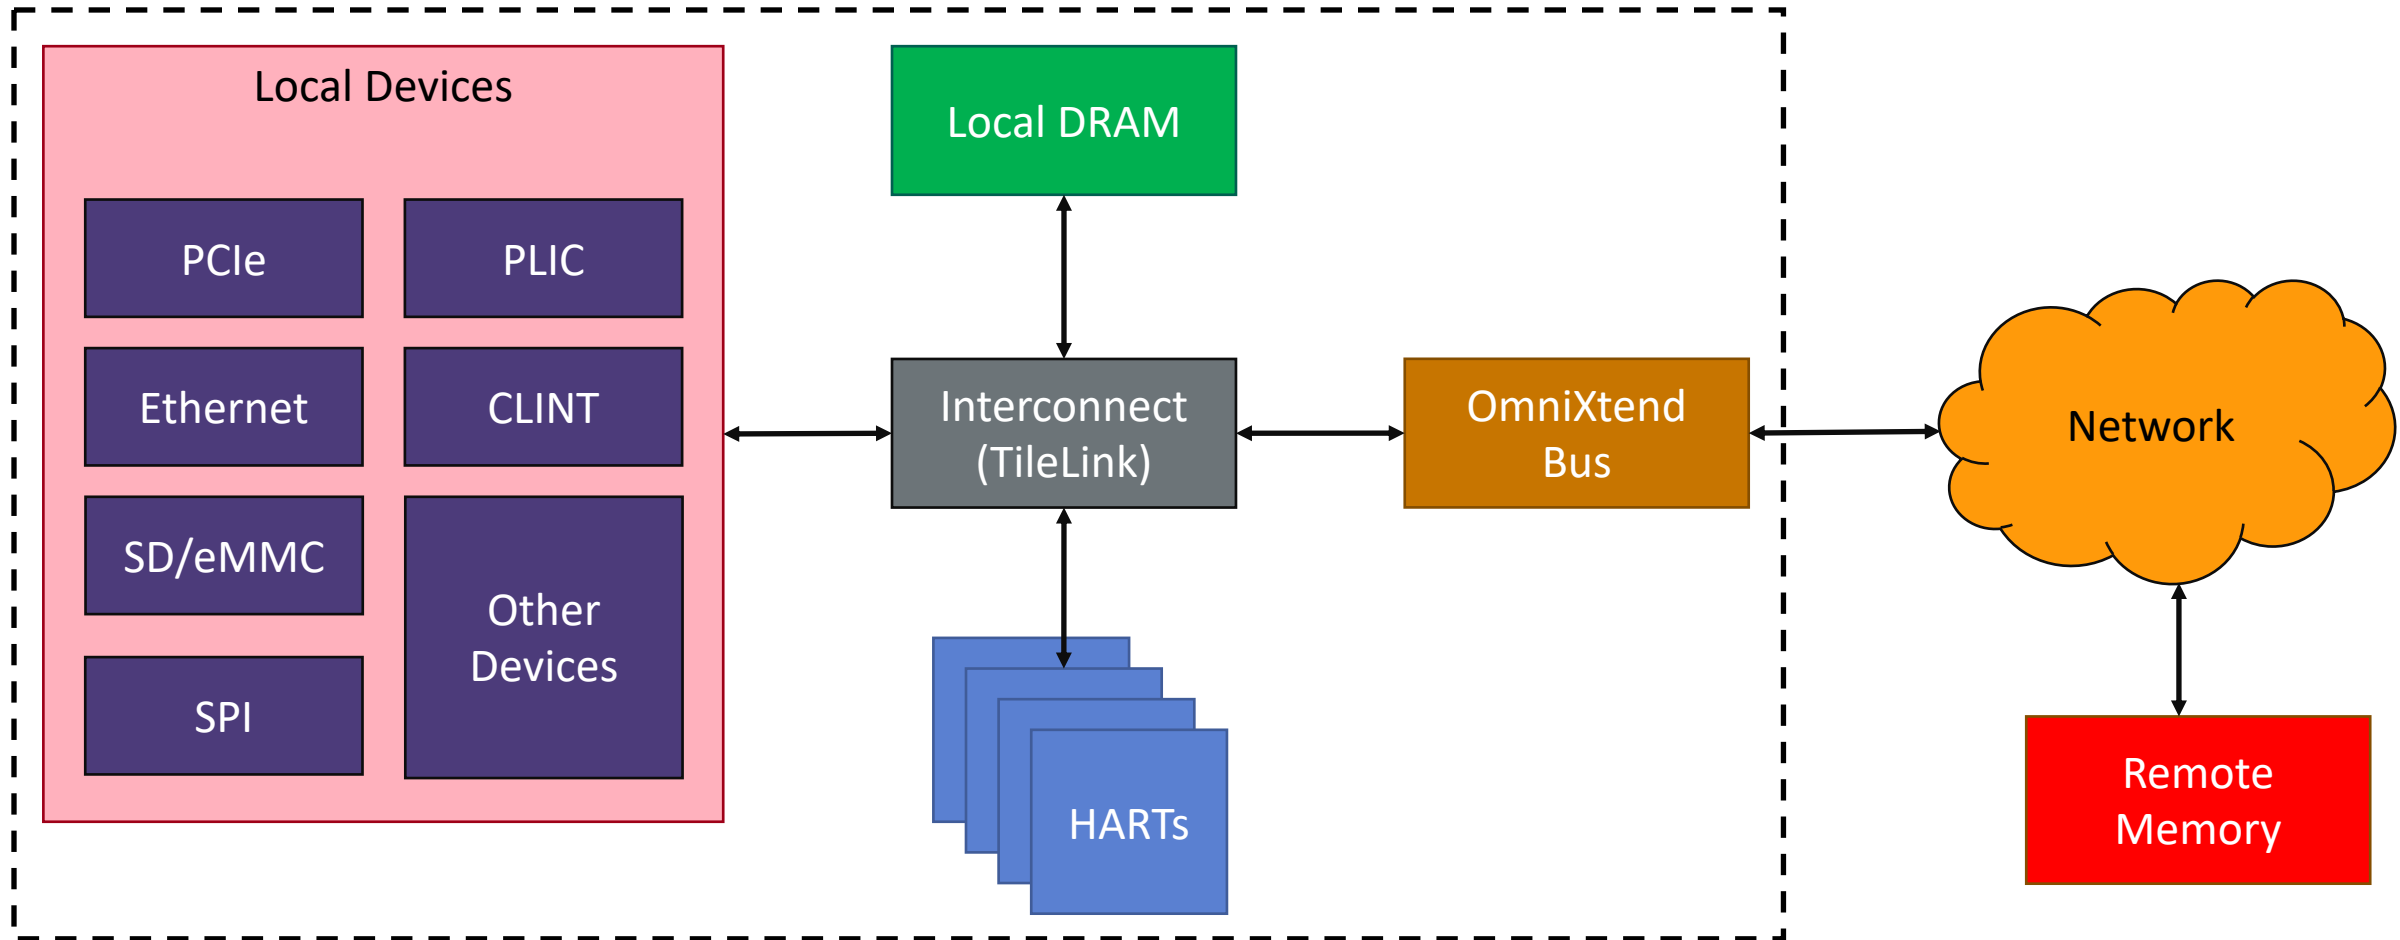 Local Devices
PCIe
PLIC
Ethernet
CLINT
SD/eMMC
Other
Devices
SPI
Local DRAM
Interconnect
(TileLink)
HARTs
OmniXtend
Bus
Network
Remote
Memory